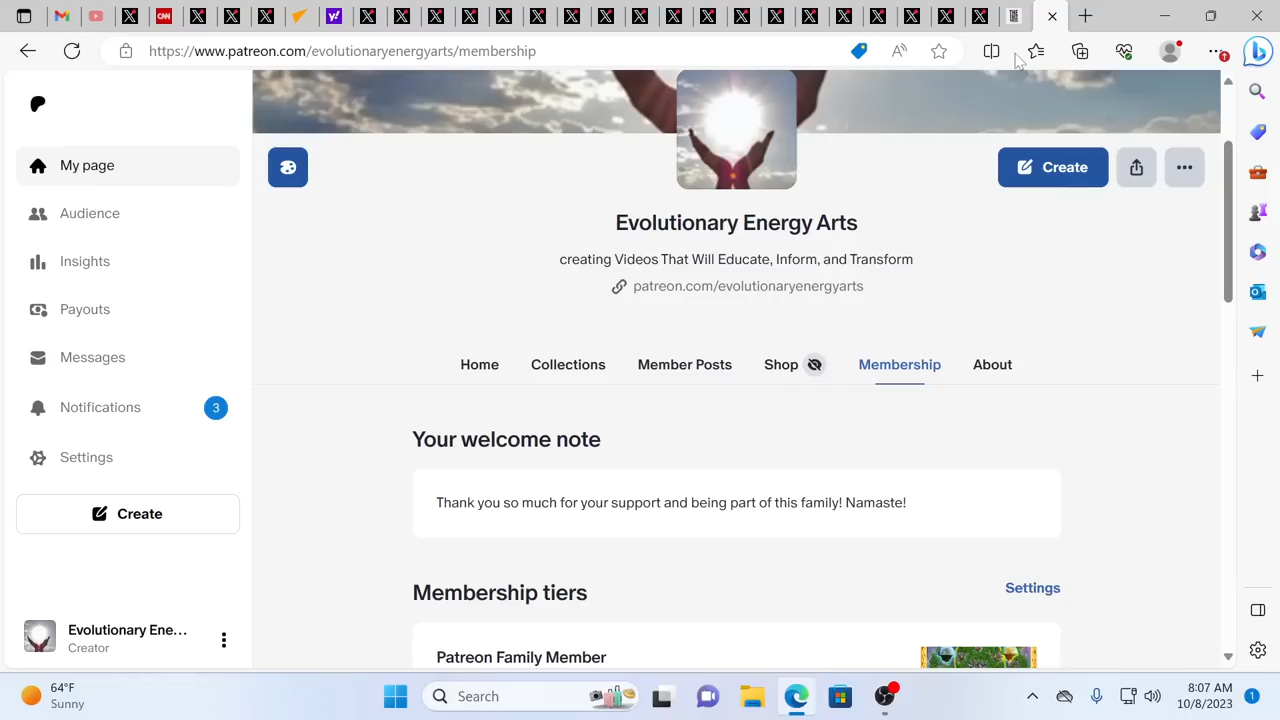 https://www.patreon.com/evolutionaryenergyarts/membership
My page
Audience
Insights
Payouts
Messages
Notifications 3
Settings
Create
Evolutionary Ene...
Creator
Create
Evolutionary Energy Arts
creating Videos That Will Educate, Inform, and Transform
patreon.com/evolutionaryenergyarts
Home Collections Member Posts Shop Membership About
Your welcome note
Thank you so much for your support and being part of this family! Namaste!
Membership tiers Settings
Patreon Family Member
64°F
Sunny
Search
8:07 AM
10/8/2023
1